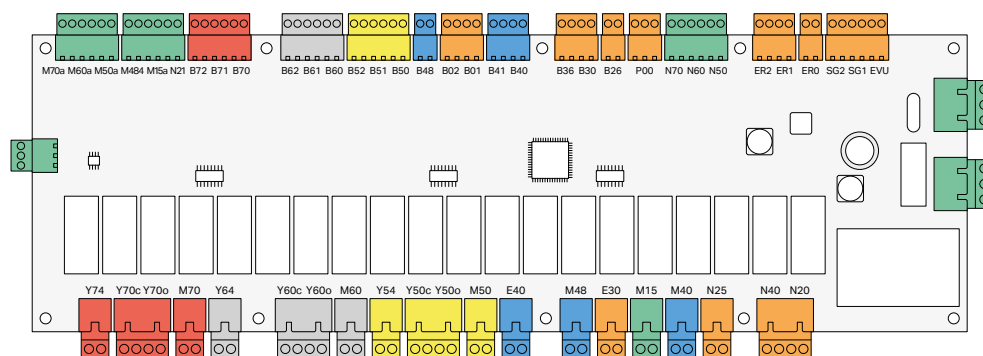 M70a M60a M50a M484 M15a N21 B72 B71 B70 B62 B61 B60 B52 B51 B50 B48 B02 B01 B41 B40 B36 B30 B26 P00 N70 N60 N50 ER2 ER1 ER0 SG2 SG1 EVU
Y74 Y70c Y70o M70 Y64 Y60c Y60o M60 Y54 Y50c Y50o M50 E40 M48 E30 M15 M40 N25 N40 N20